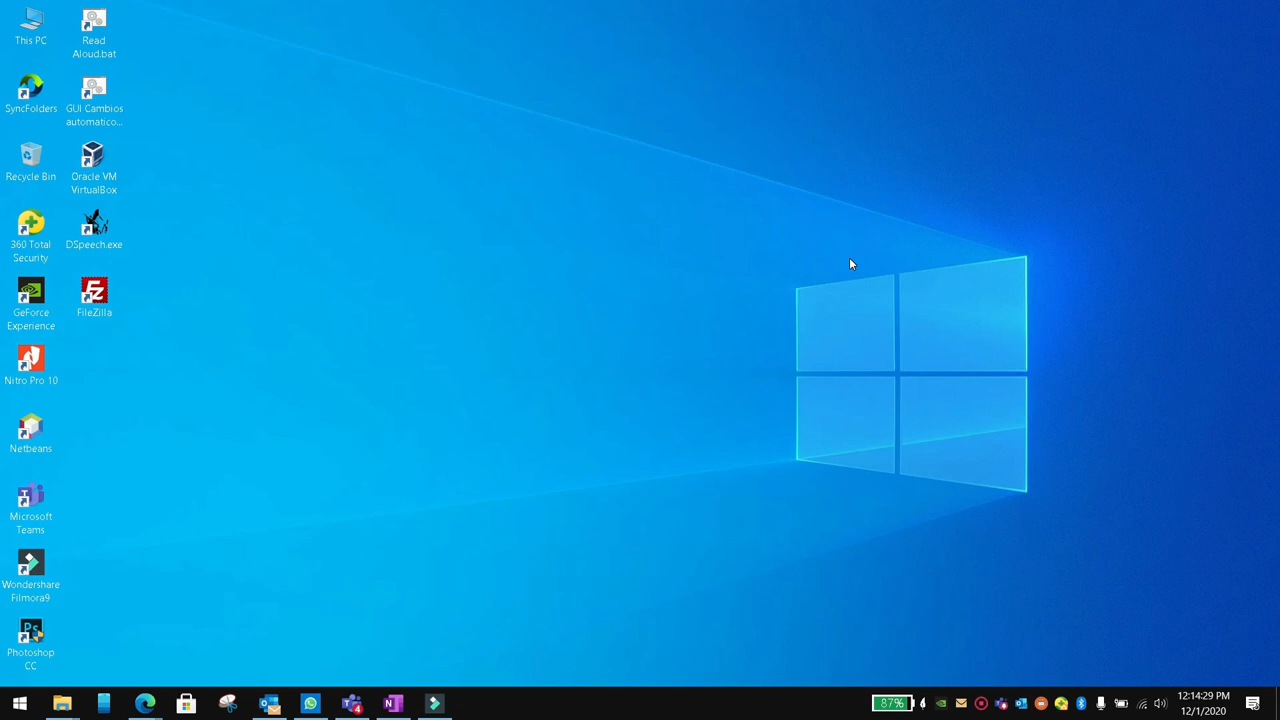 This PC
Read
Aloud.bat
SyncFolders
GUI Cambios
automatico...
Recycle Bin
Oracle VM
VirtualBox
360 Total
Security
DSpeech.exe
GeForce
Experience
FileZilla
Nitro Pro 10
Netbeans
Microsoft
Teams
Wondershare
Filmora9
Ps
Photoshop
CC
4
87%
12:14:29 PM
12/1/2020